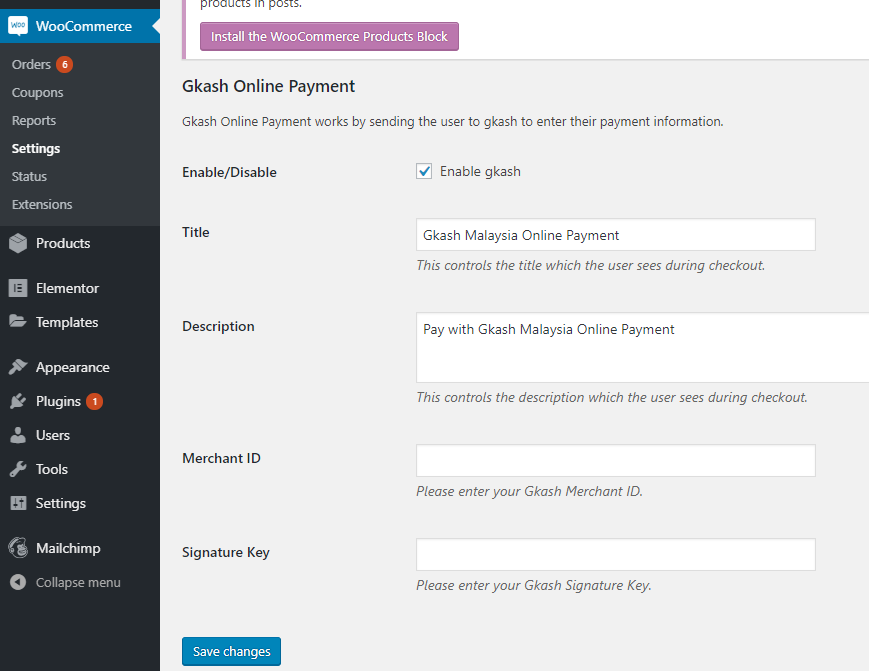 WOO WooCommerce
Orders 6
Coupons
Reports
Settings
Status
Extensions
Products
Elementor
Templates
Appearance
Plugins 1
Users
Tools
Settings
Mailchimp
Collapse menu
products in posts.
Install the WooCommerce Products Block
Gkash Online Payment
Gkash Online Payment works by sending the user to gkash to enter their payment information.
Enable/Disable
Enable gkash
Title
Gkash Malaysia Online Payment
This controls the title which the user sees during checkout.
Description
Pay with Gkash Malaysia Online Payment
This controls the description which the user sees during checkout.
Merchant ID
Please enter your Gkash Merchant ID.
Signature Key
Please enter your Gkash Signature Key.
Save changes